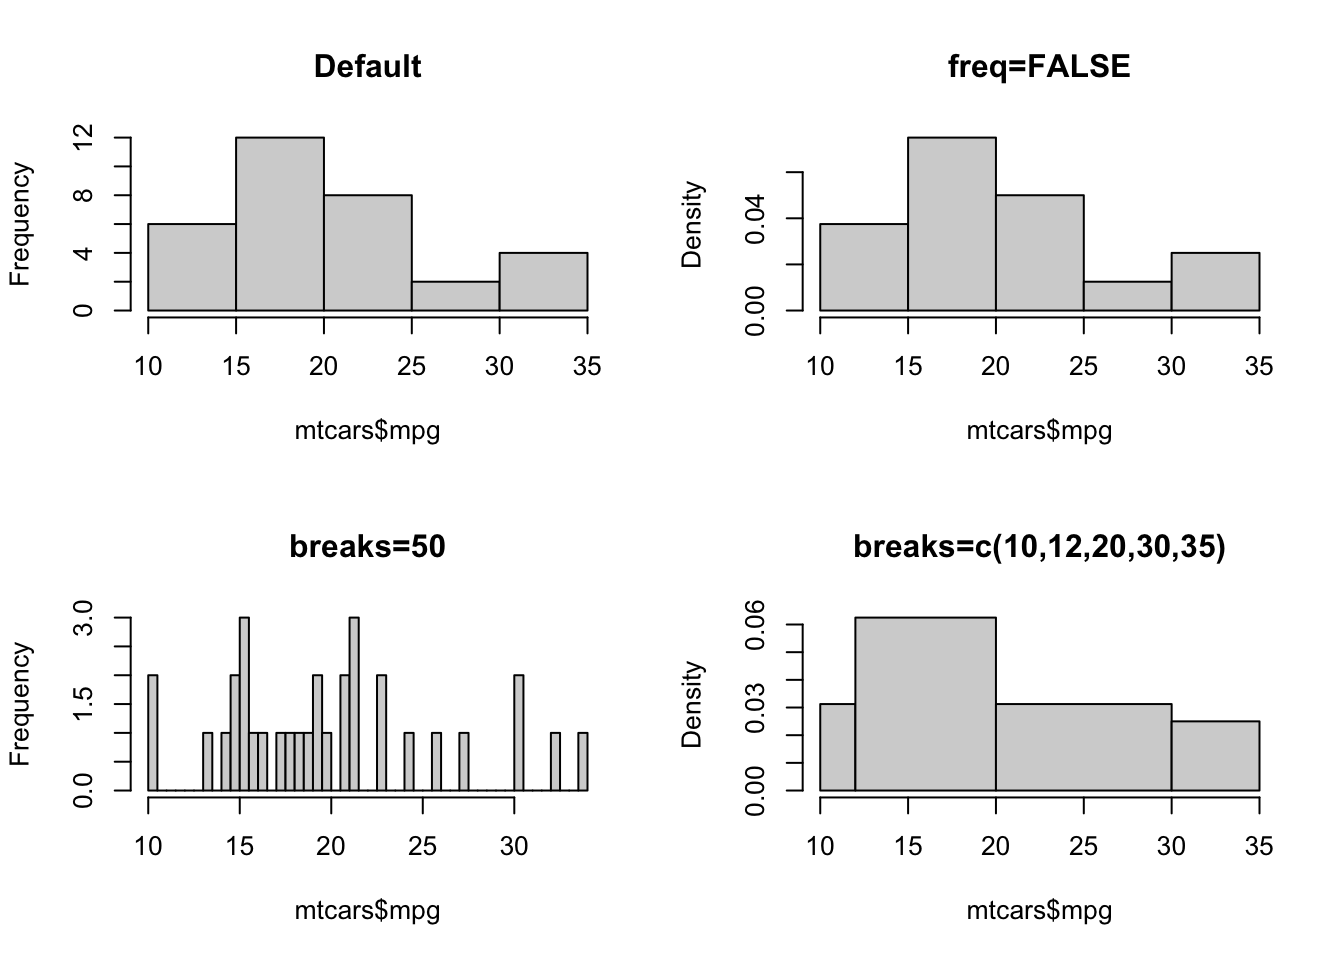 Default
Frequency
12
8
4
0
10 15 20 25 30 35
mtcars$mpg
freq=FALSE
Density
0.04
0.00
10 15 20 25 30 35
mtcars$mpg
breaks=50
Frequency
3.0
1.5
0.0
10 15 20 25 30
mtcars$mpg
breaks=c(10,12,20,30,35)
Density
0.06
0.03
0.00
10 15 20 25 30 35
mtcars$mpg